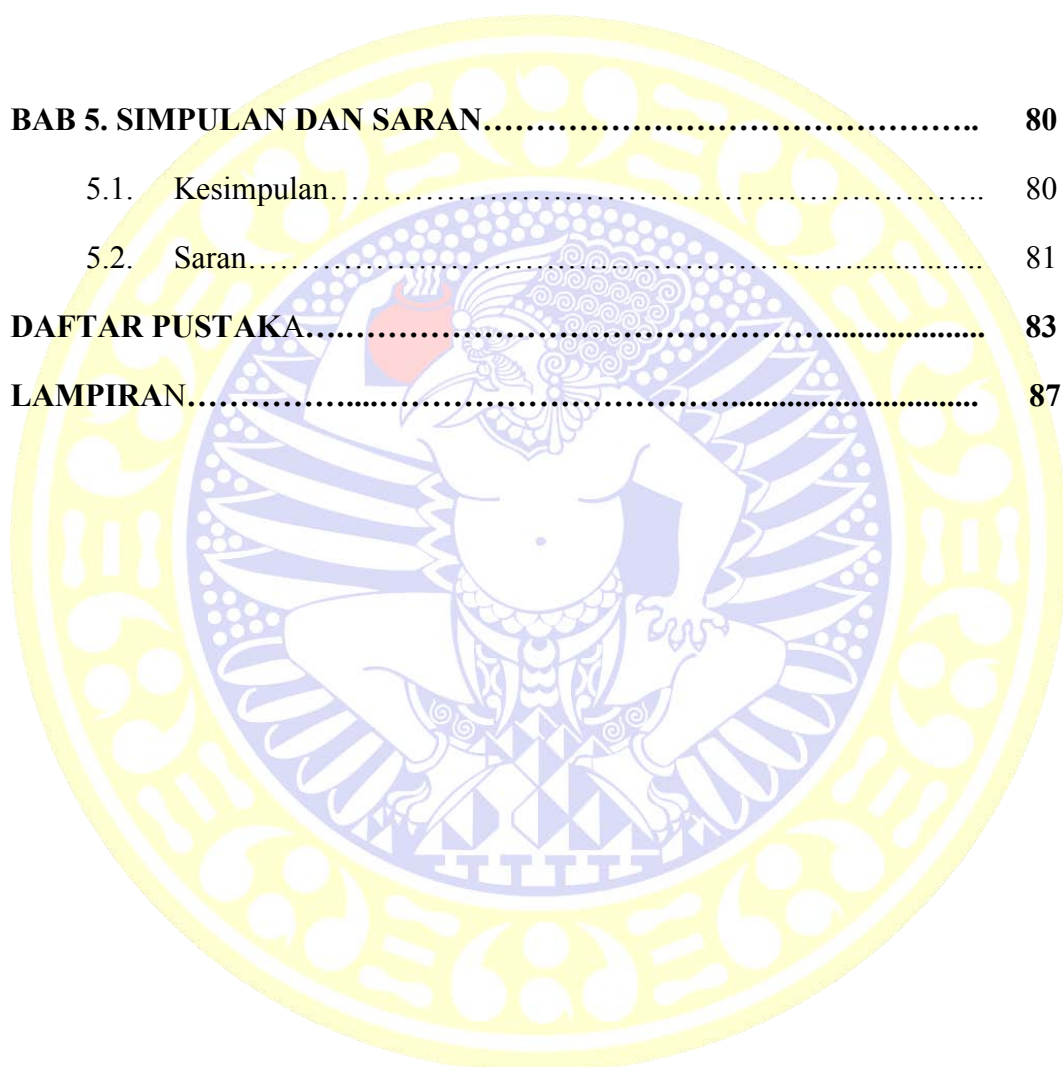 BAB 5. SIMPULAN DAN SARAN……………………………………….. 80
5.1. Kesimpulan…………………………………………………….. 80
5.2. Saran…………………………………………………............... 81
DAFTAR PUSTAKA….…………………………………………..................... 83
LAMPIRAN…………….....……………………………............................... 87